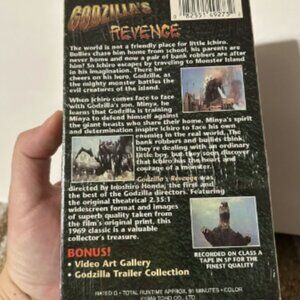 GODZILLA'S
REVENGE
The world is not a friendly place for little Ichiro.
Bullies chase him home from school, his parents are
never home and now a pair of bank robbers are after
him! So Ichiro escapes by traveling to Monster Island
in his imagination. There he
cheers on his hero, Godzilla, as
the mighty monster battles the
evil creatures of the island.
When Ichiro comes face to face
with Godzilla's son, Minya, he
learns that Godzilla is training
Minya to defend himself against
the giant beasts who share their home. Minya's spirit
and determination inspire Ichiro to face his own
enemies in the real world. The
bank robbers and bullies think
they're dealing with an ordinary
little boy, but they soon discover
that Ichiro has the heart and
courage of a monster.
Godzilla's Revenge was
directed by Inoshiro Honda, the first and
the best of the Godzilla directors. Featuring
the original theatrical 2.35:1
widescreen format and images
of superb quality taken from
the film's original print, this
1969 classic is a valuable
collector's treasure.
BONUS!
• Video Art Gallery
• Godzilla Trailer Collection
RECORDED ON CLASS A
TAPE IN SP FOR THE
FINEST QUALITY
RATED G • TOTAL RUNTIME APPROX. 91 MINUTES • COLOR
TOHO CO., LTD.